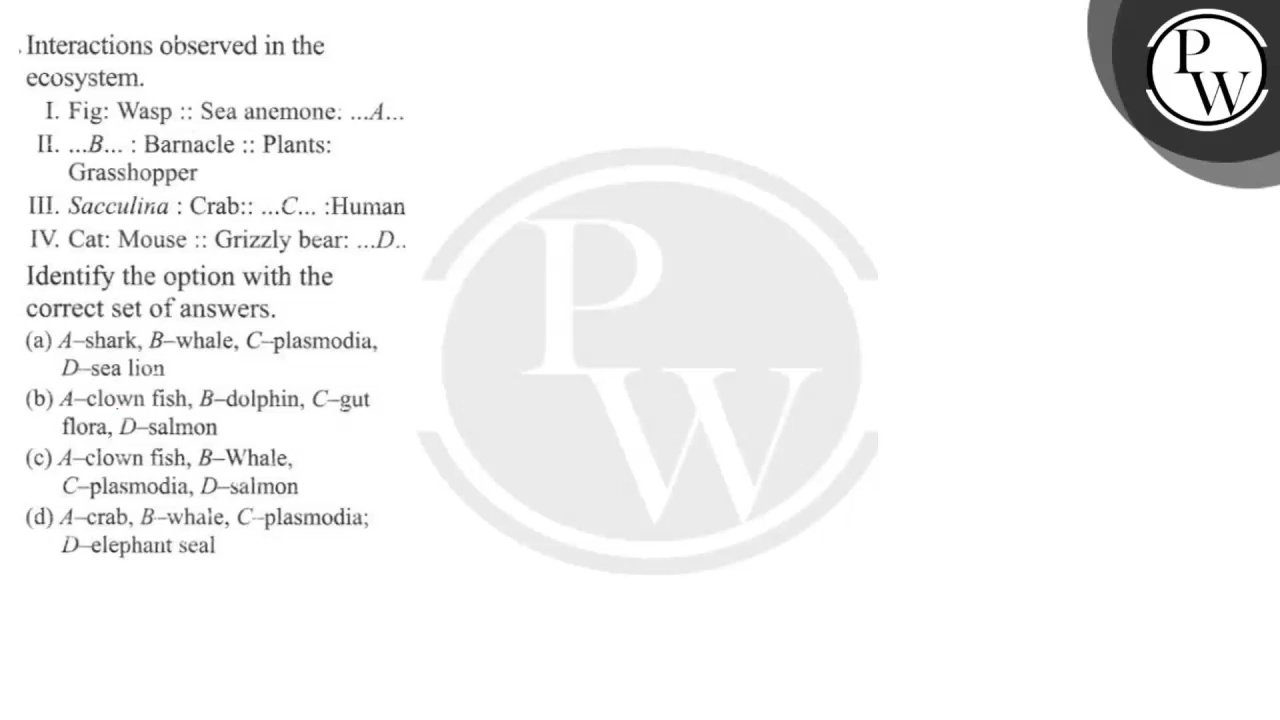 Interactions observed in the
ecosystem.
I. Fig: Wasp :: Sea anemone: ...A...
II. ...B... : Barnacle :: Plants:
Grasshopper
III. Sacculina : Crab:: ...C... :Human
IV. Cat: Mouse :: Grizzly bear: ...D..
Identify the option with the
correct set of answers.
(a) A–shark, B–whale, C–plasmodia,
D–sea lion
(b) A–clown fish, B–dolphin, C–gut
flora, D–salmon
(c) A–clown fish, B–Whale,
C–plasmodia, D–salmon
(d) A–crab, B–whale, C–plasmodia;
D–elephant seal
P
W
P
W